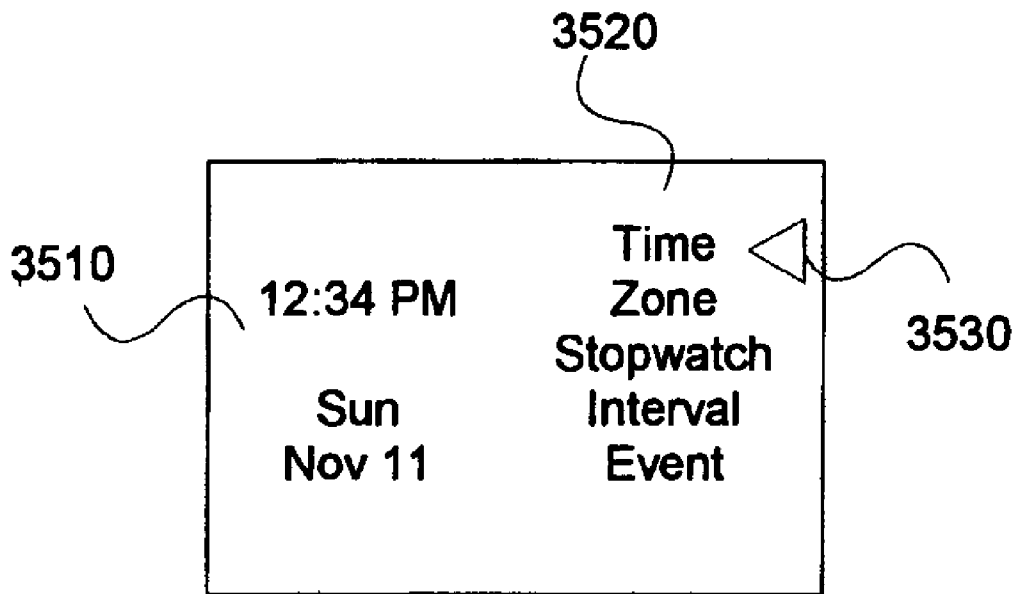 3520
3510
12:34 PM
Sun
Nov 11
Time
Zone
Stopwatch
Interval
Event
3530